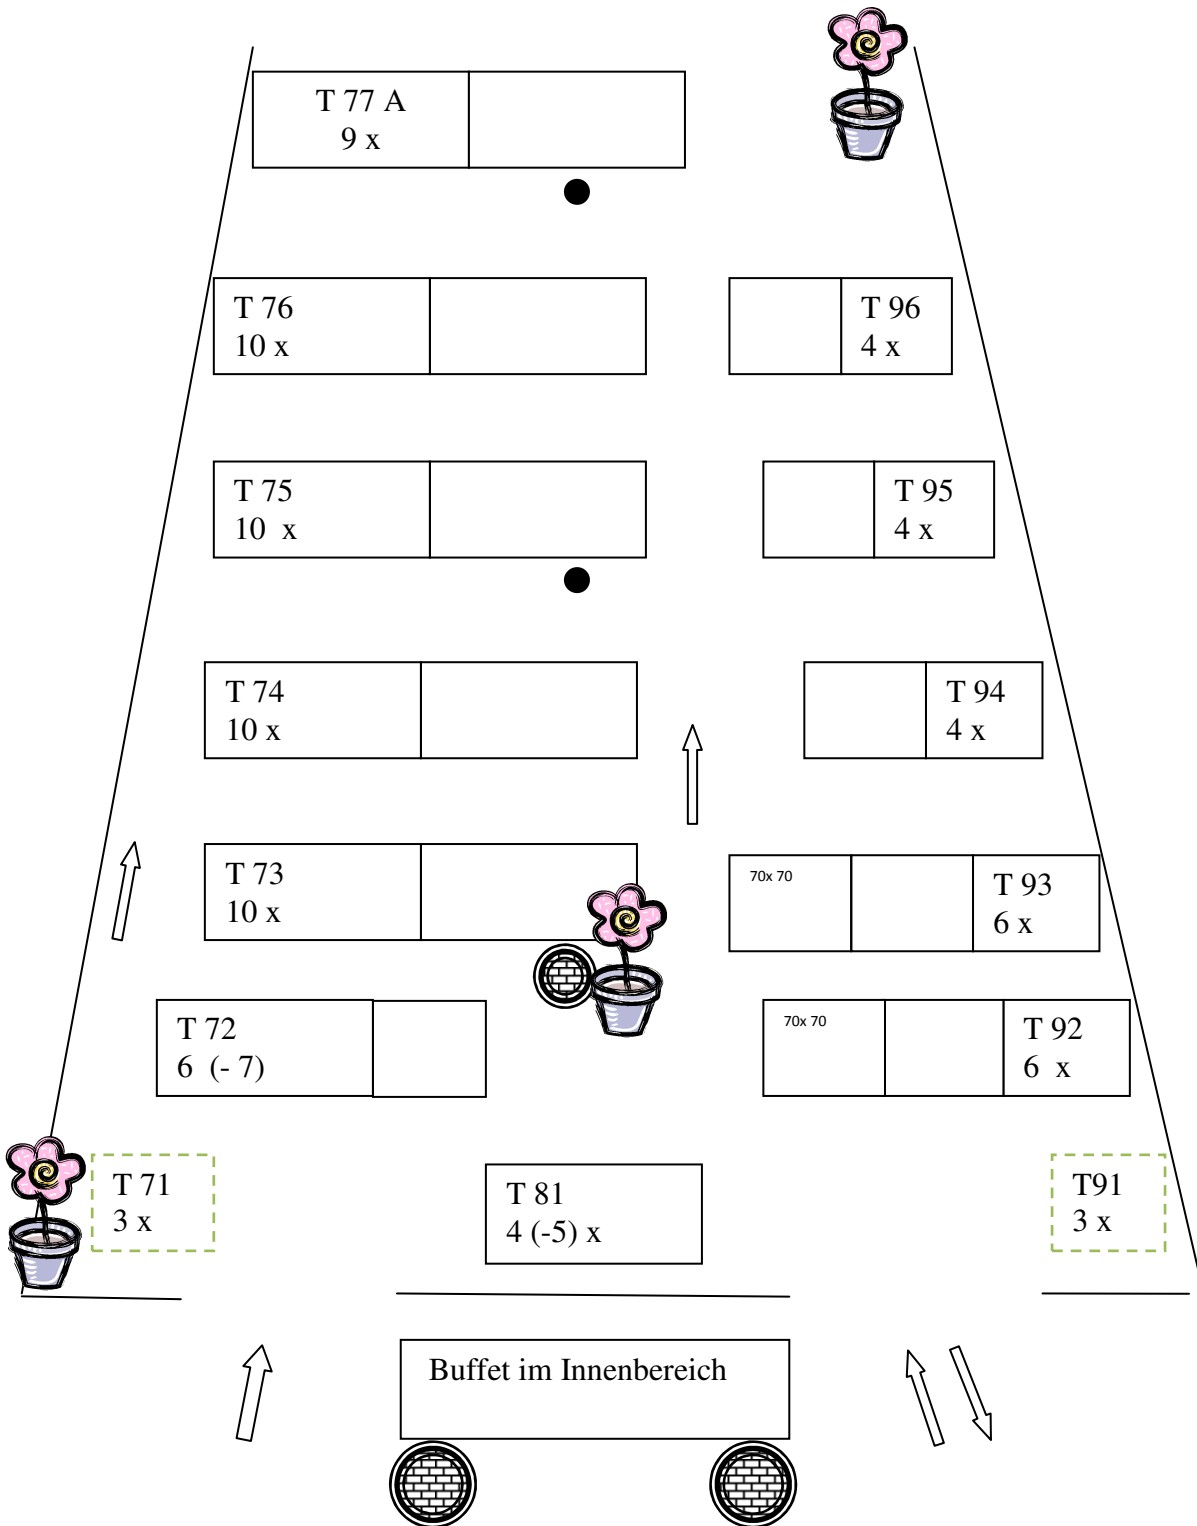 T 77 A
9 x
T 76
10 x
T 96
4 x
T 75
10 x
T 95
4 x
T 74
10 x
T 94
4 x
T 73
10 x
70x 70
T 93
6 x
T 72
6 (- 7)
70x 70
T 92
6 x
T 71
3 x
T 81
4 (-5) x
T91
3 x
Buffet im Innenbereich